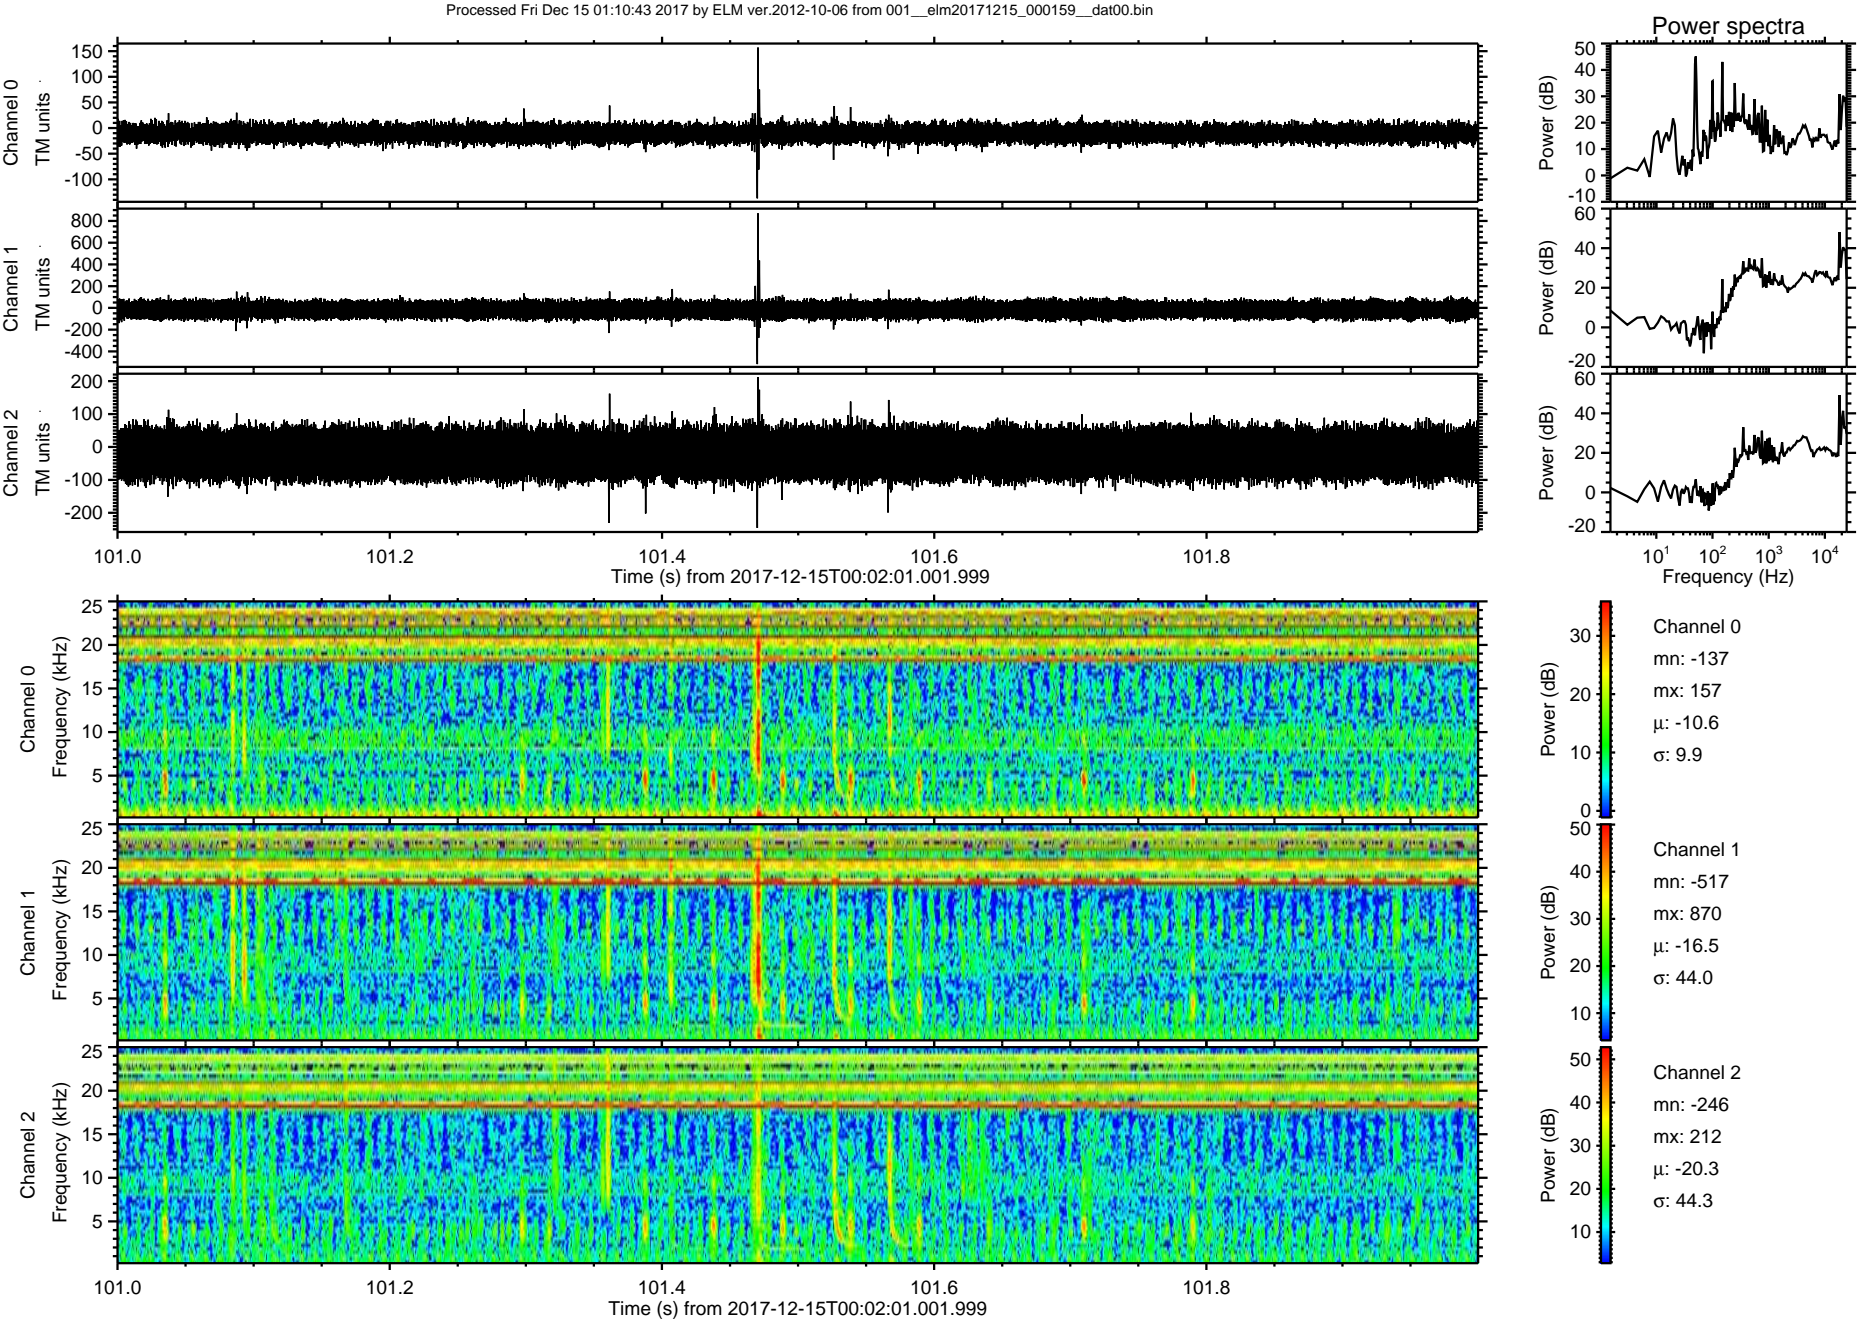 Processed Fri Dec 15 01:10:43 2017 by ELM ver.2012-10-06 from 001__elm20171215_000159__dat00.bin
Power spectra
Channel 0
TM units
150
100
50
0
-50
-100
Power (dB)
50
40
30
20
10
0
-10
Channel 1
TM units
800
600
400
200
0
-200
-400
Power (dB)
60
40
20
0
-20
Channel 2
TM units
200
100
0
-100
-200
Power (dB)
60
40
20
0
-20
101.0 101.2 101.4 101.6 101.8
Time (s) from 2017-12-15T00:02:01.001.999
10^1 10^2 10^3 10^4
Frequency (Hz)
Channel 0
Frequency (kHz)
25
20
15
10
5
Power (dB)
30
20
10
0
Channel 0
mn: -137
mx: 157
μ: -10.6
σ: 9.9
Channel 1
Frequency (kHz)
25
20
15
10
5
Power (dB)
50
40
30
20
10
Channel 1
mn: -517
mx: 870
μ: -16.5
σ: 44.0
Channel 2
Frequency (kHz)
25
20
15
10
5
Power (dB)
50
40
30
20
10
Channel 2
mn: -246
mx: 212
μ: -20.3
σ: 44.3
101.0 101.2 101.4 101.6 101.8
Time (s) from 2017-12-15T00:02:01.001.999